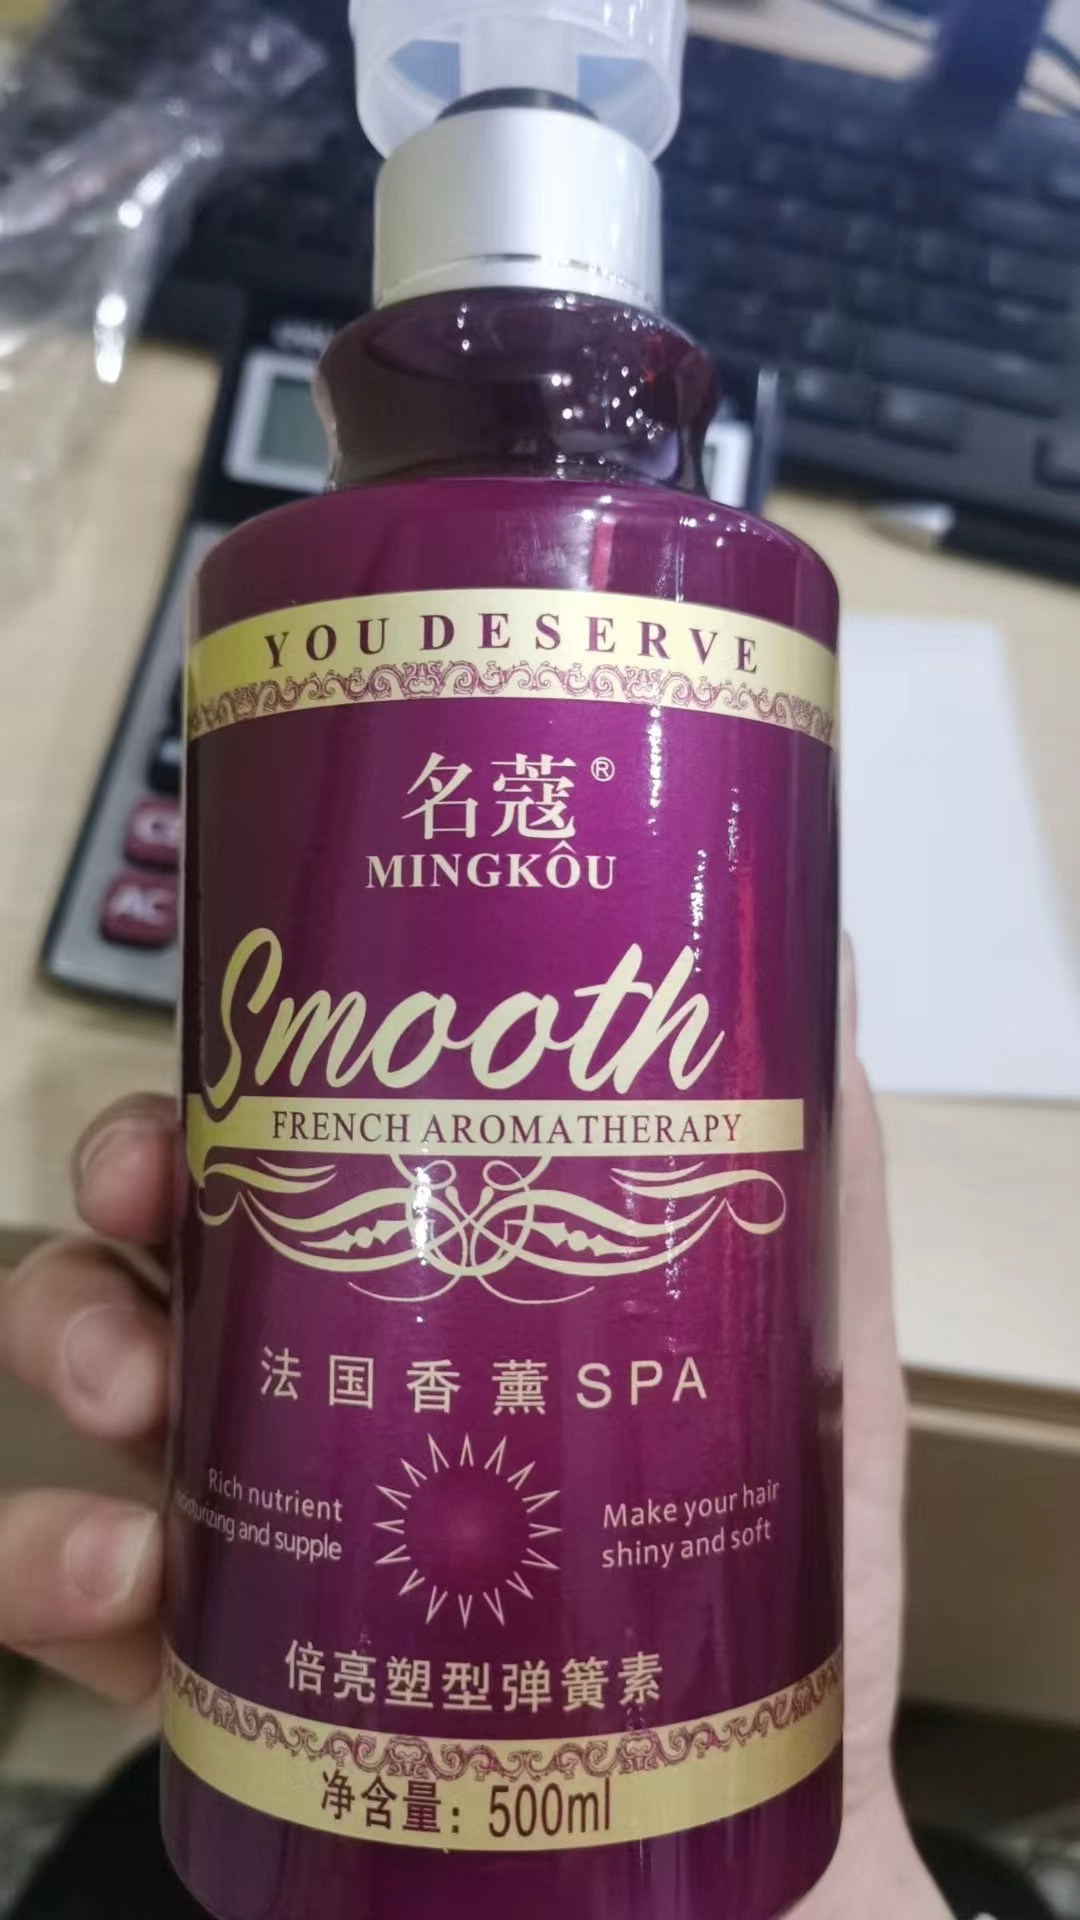 YOU DESERVE
名蔻®
MINGKÔU
Smooth
FRENCH AROMATHERAPY
法国香薰SPA
Rich nutrient
moisturizing and supple
Make your hair
shiny and soft
倍亮塑型弹簧素
净含量：500ml
AC